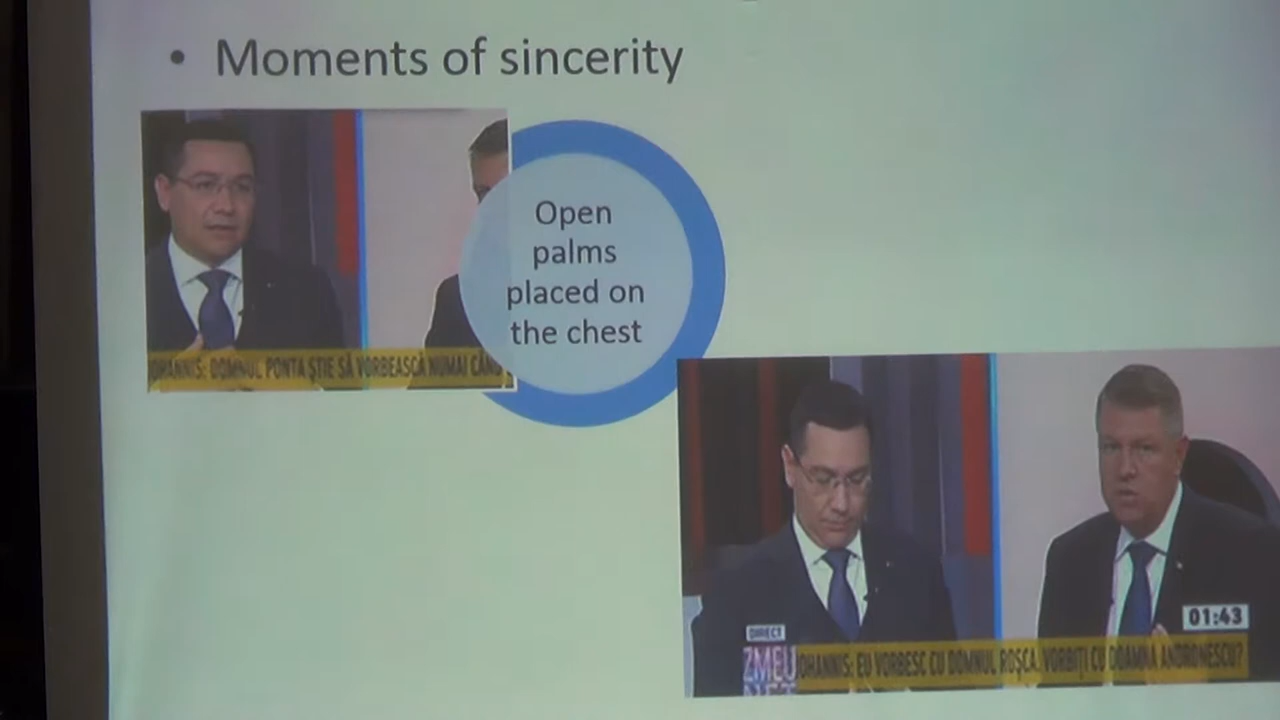 • Moments of sincerity
Open
palms
placed on
the chest
OHANNIS: DOMNUL PONTA ȘTIE SĂ VORBEASCĂ NUMAI CÂND
01:43
DIRECT
ZMEU
OHANNIS: EU VORBESC CU DOMNUL ROȘCA. VORBIȚI CU DOAMNA ANDRONESCU?